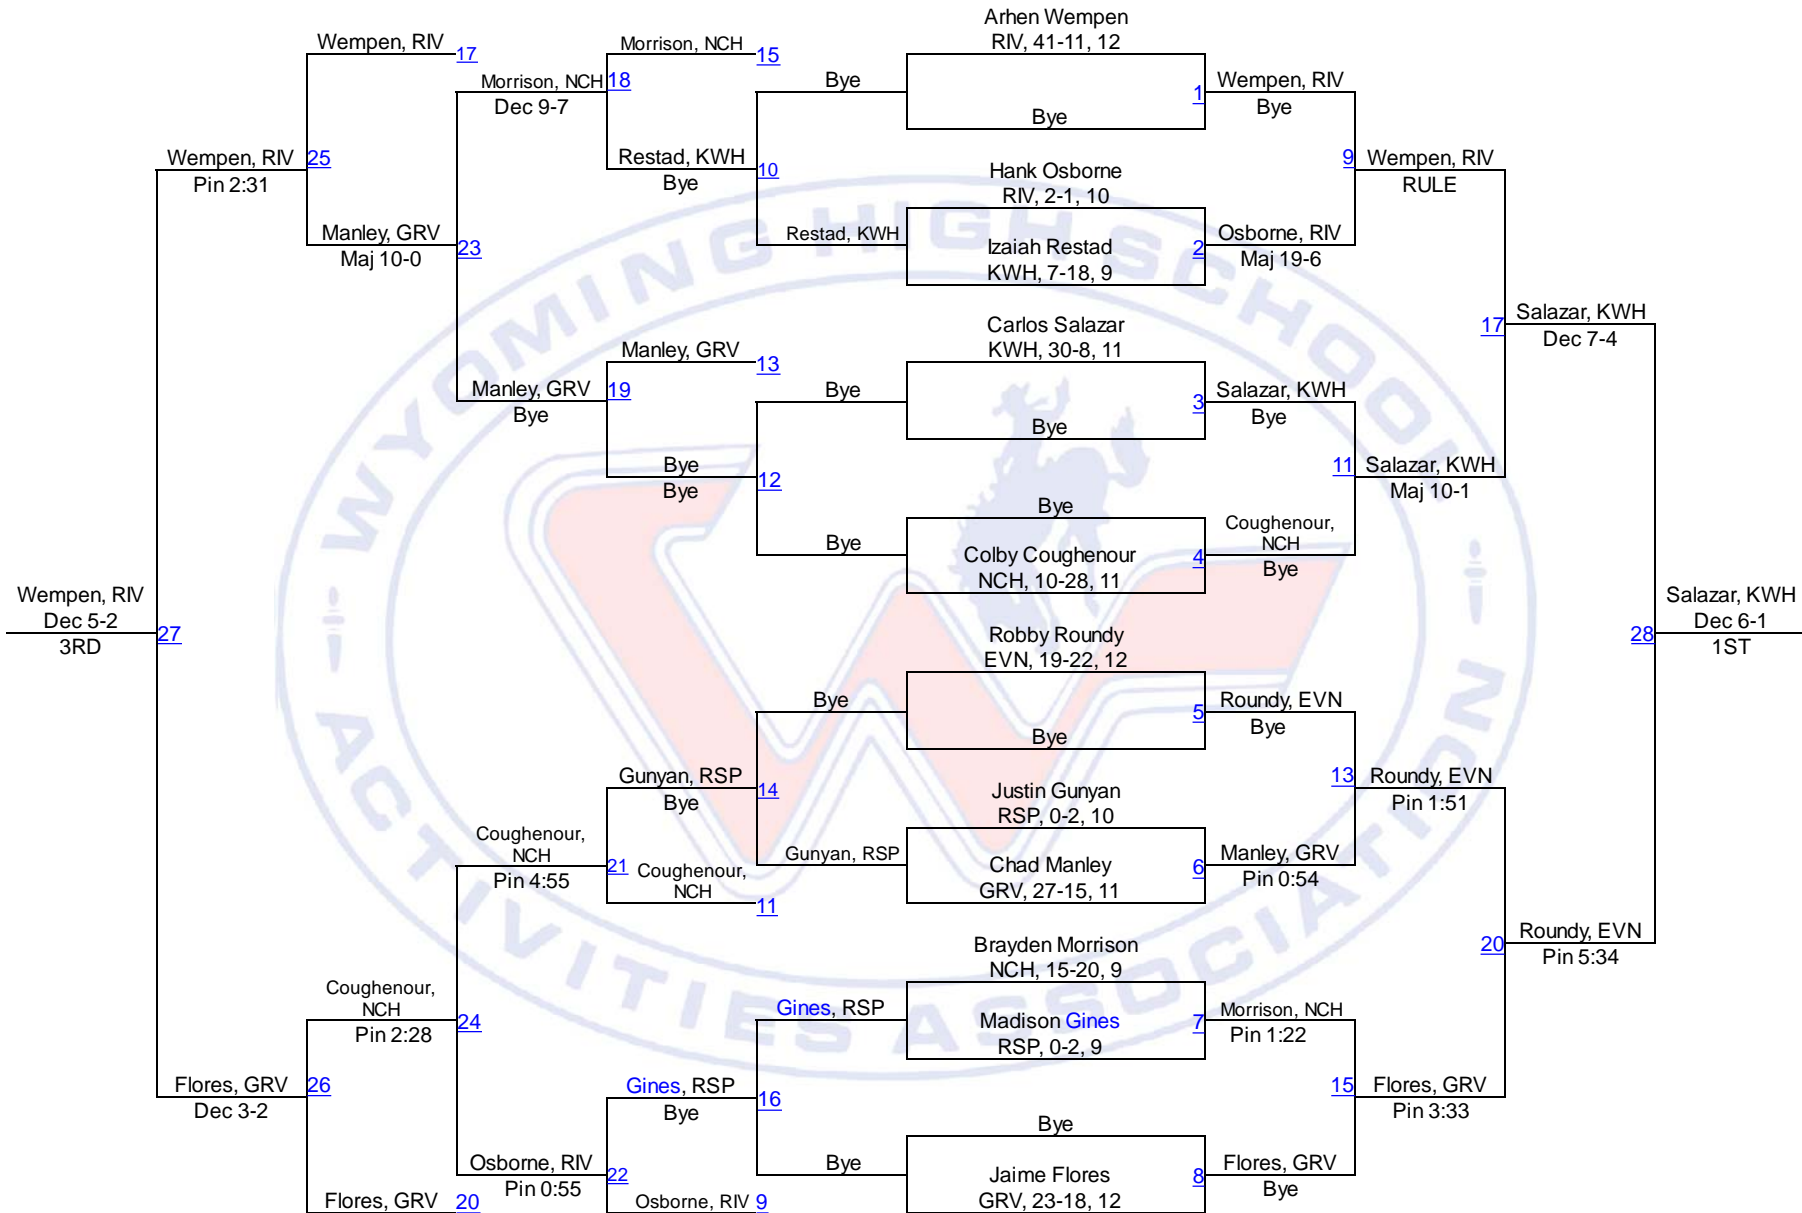 Arhen Wempen
RIV, 41-11, 12
Wempen, RIV
17
Morrison, NCH
15
Morrison, NCH
18
Dec 9-7
Bye
1
Wempen, RIV
Bye
Bye
Wempen, RIV
25
Pin 2:31
Restad, KWH
10
Bye
9
Wempen, RIV
RULE
Hank Osborne
RIV, 2-1, 10
Manley, GRV
23
Maj 10-0
Restad, KWH
Izaiah Restad
KWH, 7-18, 9
2
Osborne, RIV
Maj 19-6
Carlos Salazar
KWH, 30-8, 11
17
Salazar, KWH
Dec 7-4
Manley, GRV
13
Manley, GRV
19
Bye
Bye
3
Salazar, KWH
Bye
Bye
Bye
12
Bye
11
Salazar, KWH
Maj 10-1
Bye
Bye
Colby Coughenour
NCH, 10-28, 11
4
Coughenour,
NCH
Bye
Wempen, RIV
Dec 5-2
27
3RD
Salazar, KWH
Dec 6-1
28
1ST
Robby Roundy
EVN, 19-22, 12
Bye
5
Roundy, EVN
Bye
Bye
Gunyan, RSP
14
Bye
13
Roundy, EVN
Pin 1:51
Justin Gunyan
RSP, 0-2, 10
Coughenour,
NCH
21
Pin 4:55
Coughenour,
NCH
11
Gunyan, RSP
Chad Manley
GRV, 27-15, 11
6
Manley, GRV
Pin 0:54
20
Roundy, EVN
Pin 5:34
Brayden Morrison
NCH, 15-20, 9
Coughenour,
NCH
24
Pin 2:28
Gines, RSP
Madison Gines
RSP, 0-2, 9
7
Morrison, NCH
Pin 1:22
Flores, GRV
26
Dec 3-2
Gines, RSP
16
Bye
15
Flores, GRV
Pin 3:33
Bye
Osborne, RIV
22
Pin 0:55
Bye
Jaime Flores
GRV, 23-18, 12
8
Flores, GRV
Bye
Flores, GRV
20
Osborne, RIV
9
WYOMING HIGH SCHOOL
ACTIVITIES ASSOCIATION